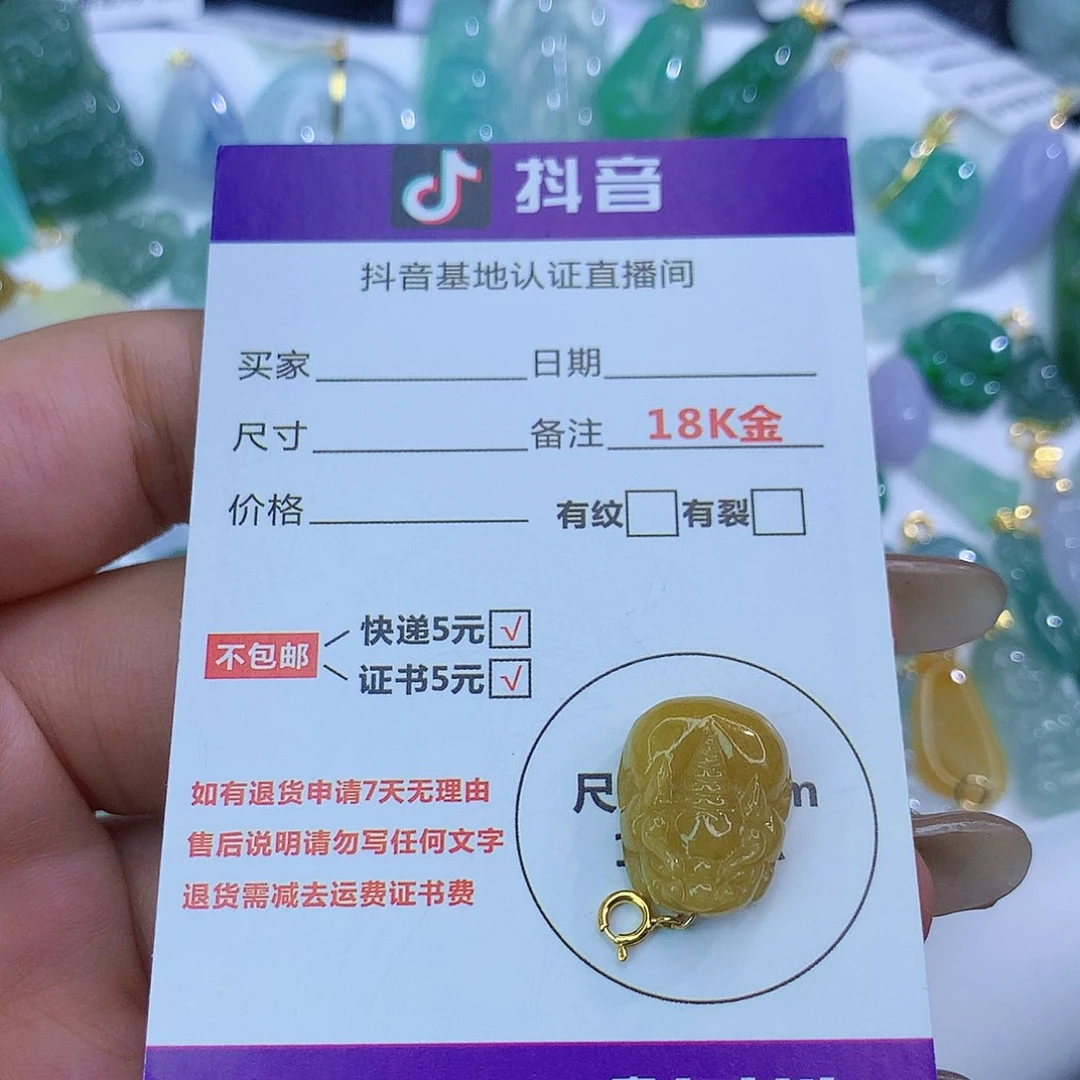 抖音
抖音基地认证直播间
买家 日期
尺寸 备注 18K金
价格 有纹 有裂
不包邮 快递5元 √
证书5元 √
如有退货申请7天无理由
售后说明请勿写任何文字
退货需减去运费证书费
尺 m